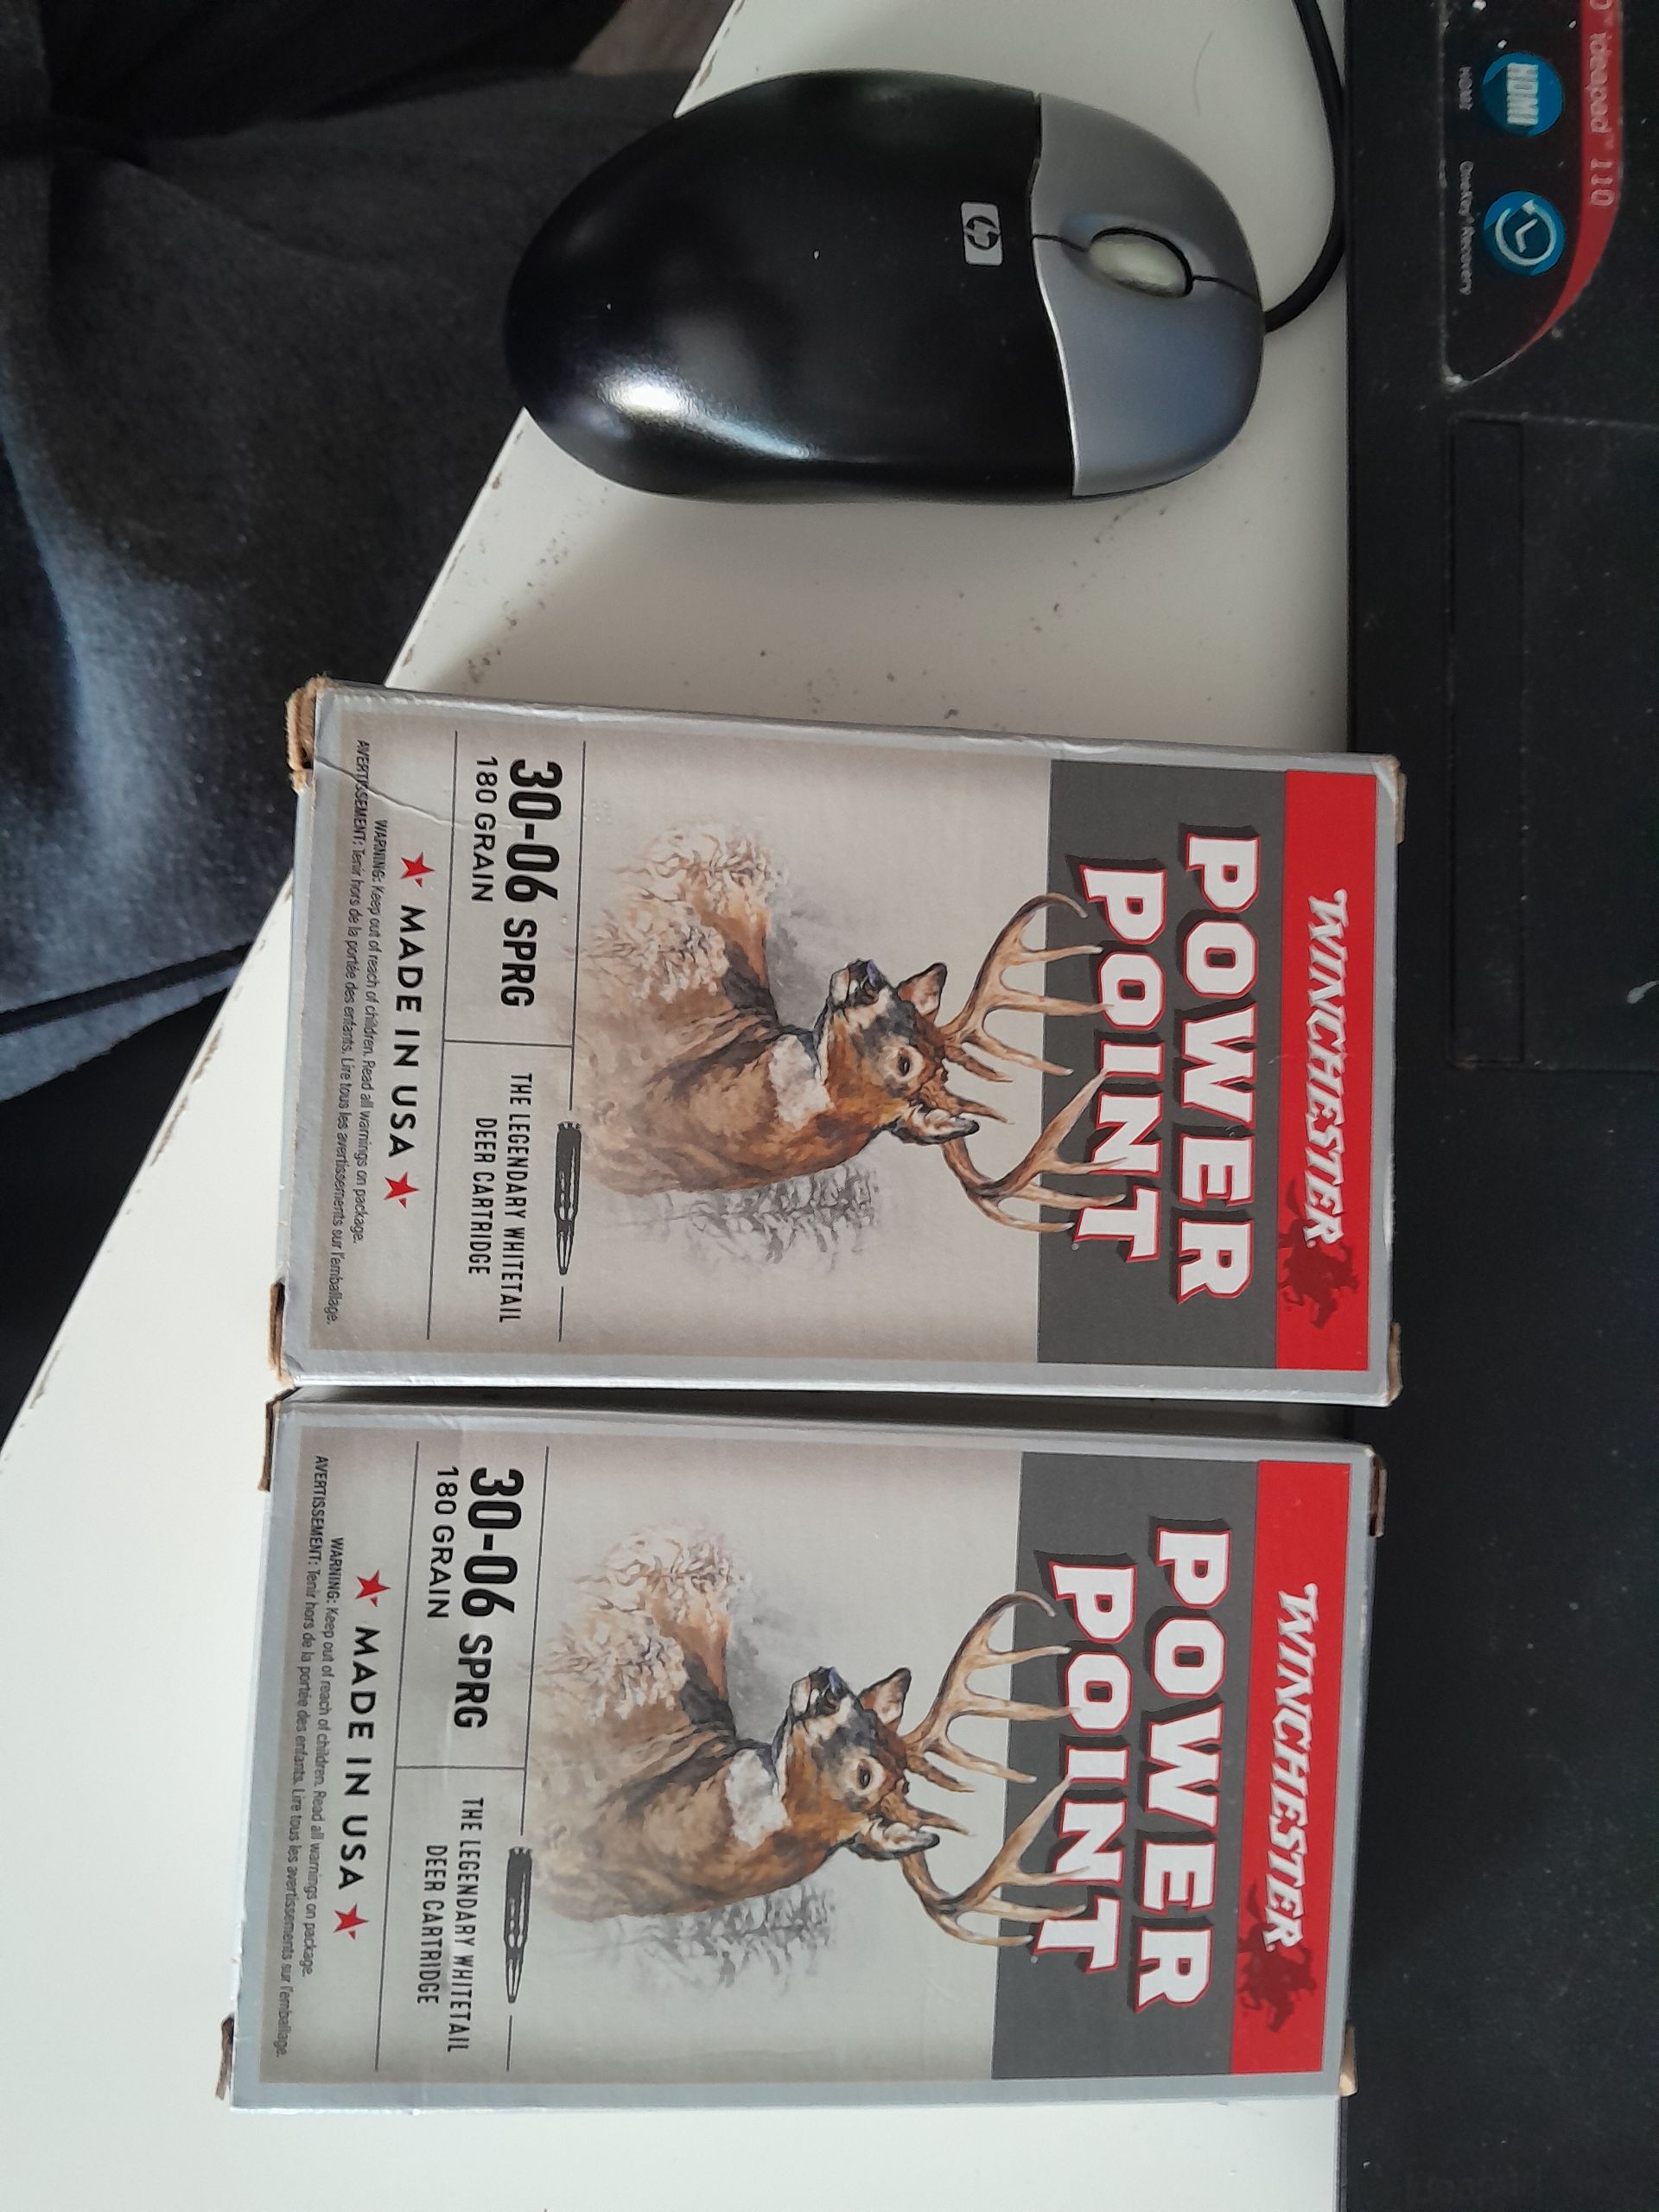 ideapad™ 110
HDMI
HDMI
OneKey® Recovery
hp
WINCHESTER
POWER
POINT
30-06 SPRG
180 GRAIN
THE LEGENDARY WHITETAIL
DEER CARTRIDGE
MADE IN USA
WARNING: Keep out of reach of children. Read all warnings on package.
AVERTISSEMENT: Tenir hors de la portée des enfants. Lire tous les avertissements sur l'emballage.
WINCHESTER
POWER
POINT
30-06 SPRG
180 GRAIN
THE LEGENDARY WHITETAIL
DEER CARTRIDGE
MADE IN USA
WARNING: Keep out of reach of children. Read all warnings on package.
AVERTISSEMENT: Tenir hors de la portée des enfants. Lire tous les avertissements sur l'emballage.